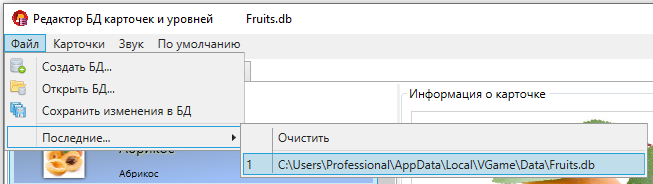 Редактор БД карточек и уровней Fruits.db
Файл Карточки Звук По умолчанию
Создать БД...
Открыть БД...
Сохранить изменения в БД
Информация о карточке
Последние...
Очистить
1 C:\Users\Professional\AppData\Local\VGame\Data\Fruits.db
Абрикос
Абрикос